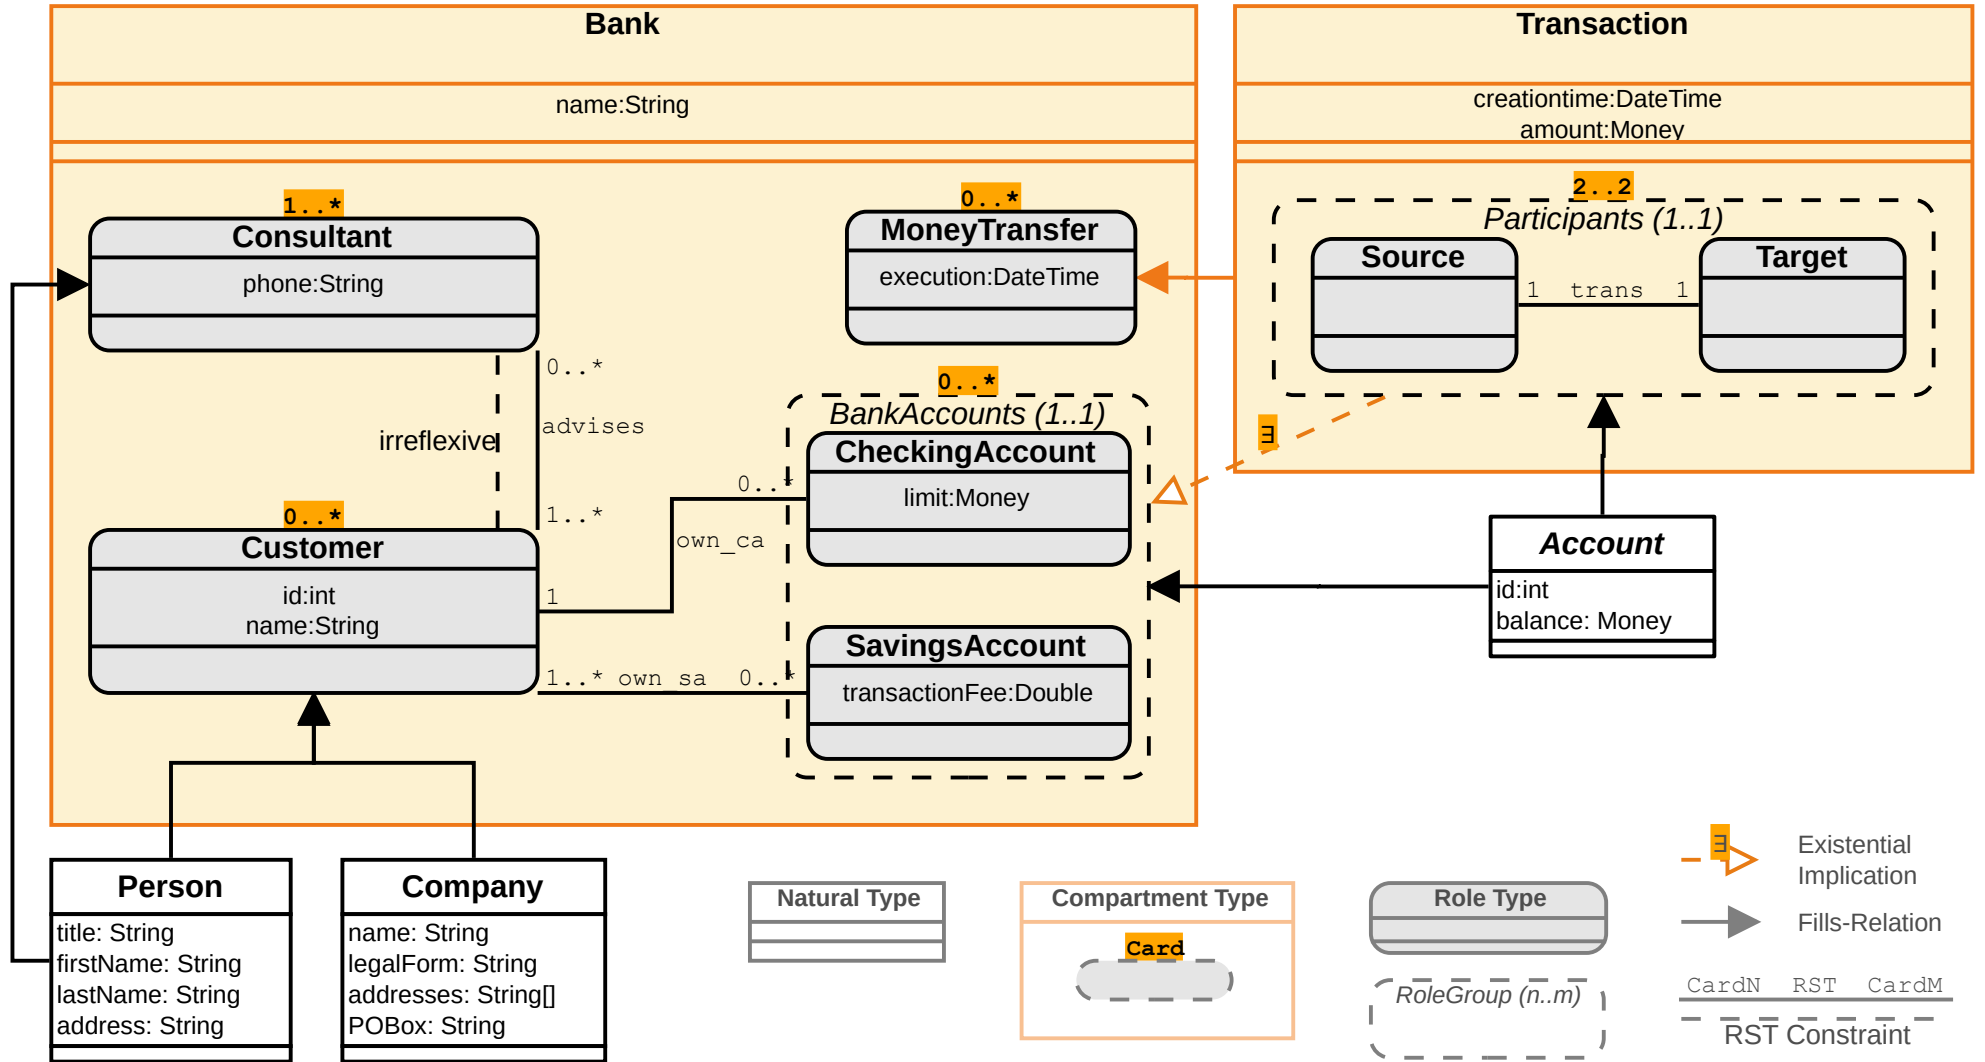 Bank
name:String
1..*
Consultant
phone:String
0..*
MoneyTransfer
execution:DateTime
0..*
advises
irreflexive
1..*
0..*
Customer
id:int
name:String
0..*
BankAccounts (1..1)
CheckingAccount
limit:Money
0..*
own_ca
1
SavingsAccount
transactionFee:Double
1..* own_sa 0..*
Transaction
creationtime:DateTime
amount:Money
2..2
Participants (1..1)
Source
Target
1 trans 1
∃
Account
id:int
balance: Money
Person
title: String
firstName: String
lastName: String
address: String
Company
name: String
legalForm: String
addresses: String[]
POBox: String
Natural Type
Compartment Type
Card
Role Type
RoleGroup (n..m)
∃
Existential
Implication
Fills-Relation
CardN RST CardM
RST Constraint